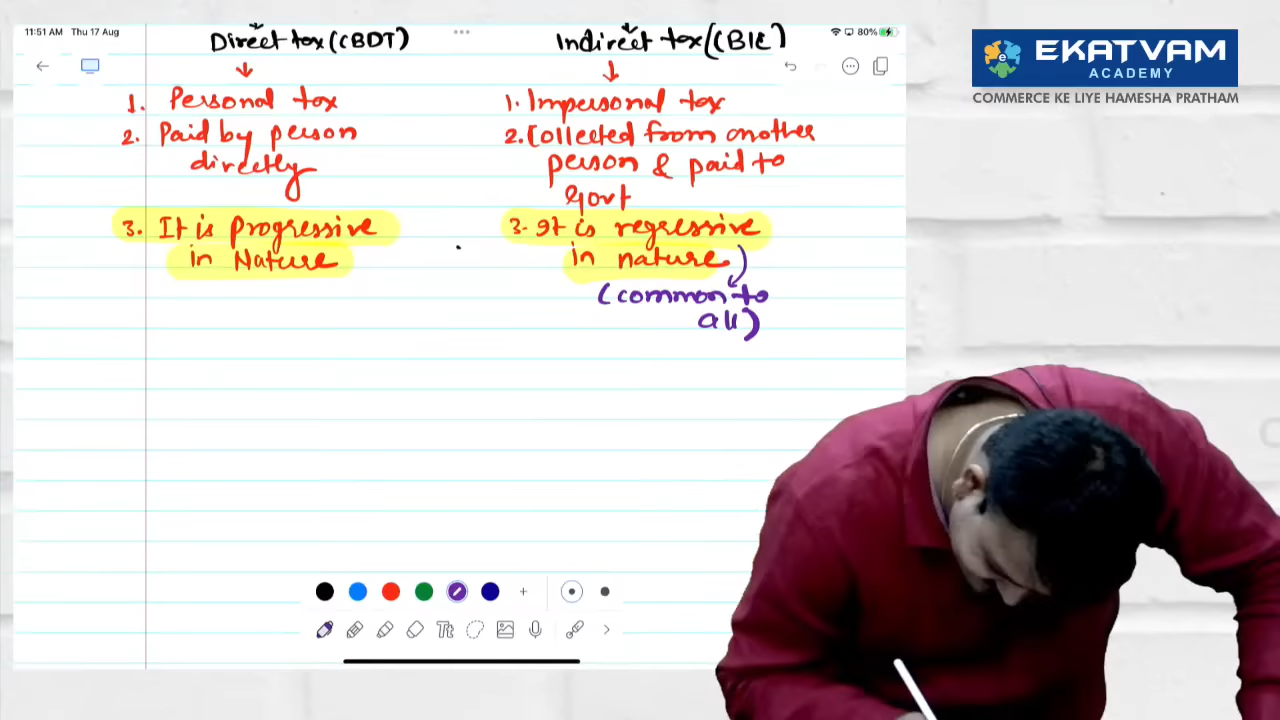 11:51 AM Thu 17 Aug
80%
EKATVAM
ACADEMY
COMMERCE KE LIYE HAMESHA PRATHAM
Direct tax (CBDT)
1. Personal tax
2. Paid by person
directly
3. It is progressive
in Nature
Indirect tax (CBIC)
1. Impersonal tax
2. Collected from another
person & paid to
Govt
3. It is regressive
in nature
(common to
all)
Tt